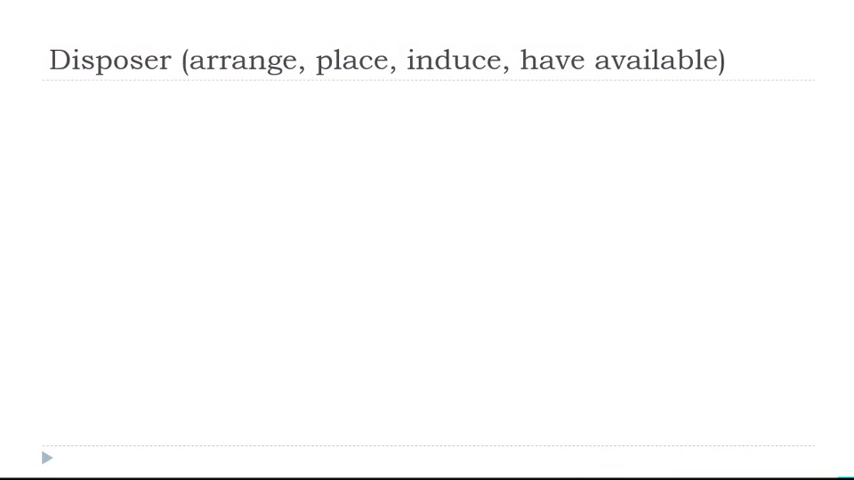 Disposer (arrange, place, induce, have available)